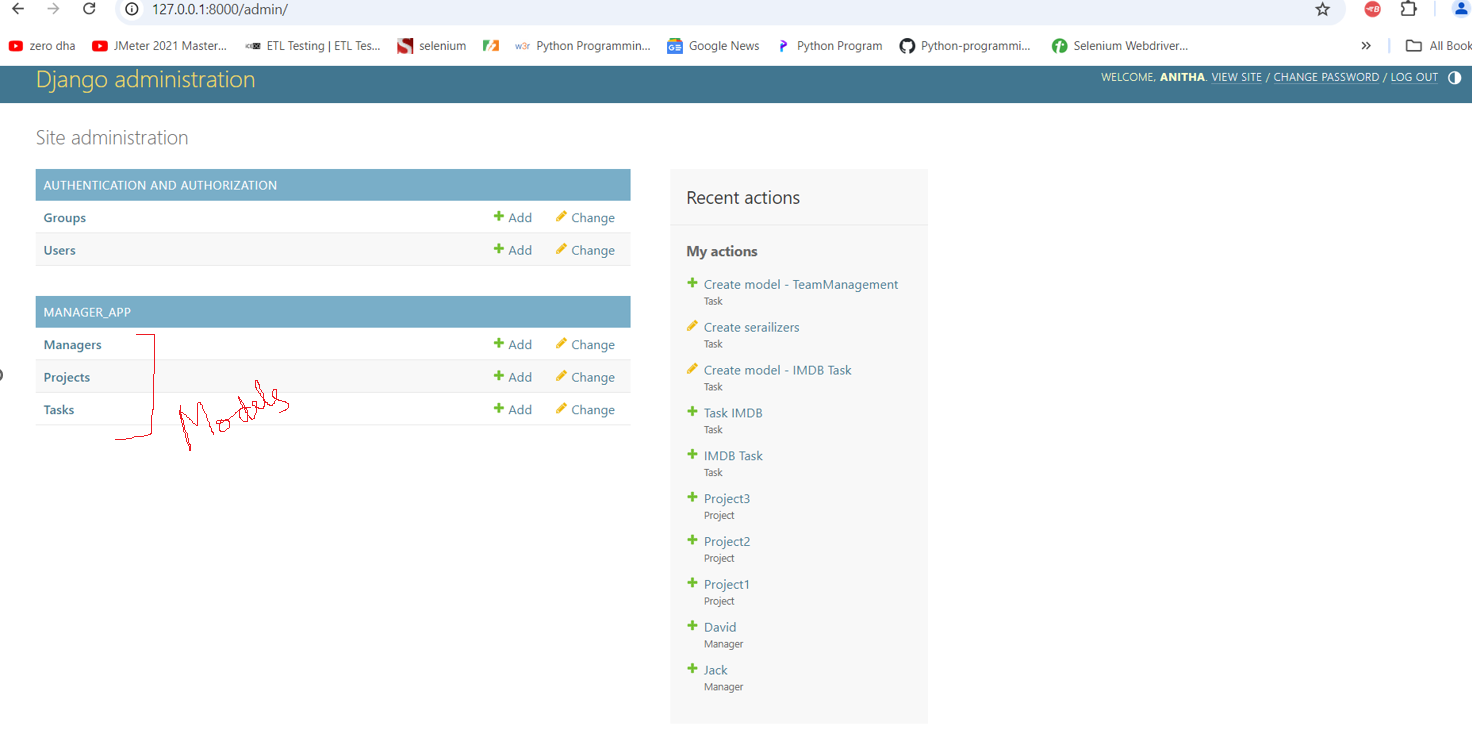 127.0.0.1:8000/admin/
zero dha JMeter 2021 Master... ETL Testing | ETL Tes... selenium w3r Python Programmin... Google News Python Program Python-programmi... Selenium Webdriver... » All Book
Django administration WELCOME, ANITHA. VIEW SITE / CHANGE PASSWORD / LOG OUT
Site administration
AUTHENTICATION AND AUTHORIZATION
Groups Add Change
Users Add Change
MANAGER_APP
Managers Add Change
Projects Add Change
Tasks Add Change
Models
Recent actions
My actions
Create model - TeamManagement
Task
Create serailizers
Task
Create model - IMDB Task
Task
Task IMDB
Task
IMDB Task
Task
Project3
Project
Project2
Project
Project1
Project
David
Manager
Jack
Manager